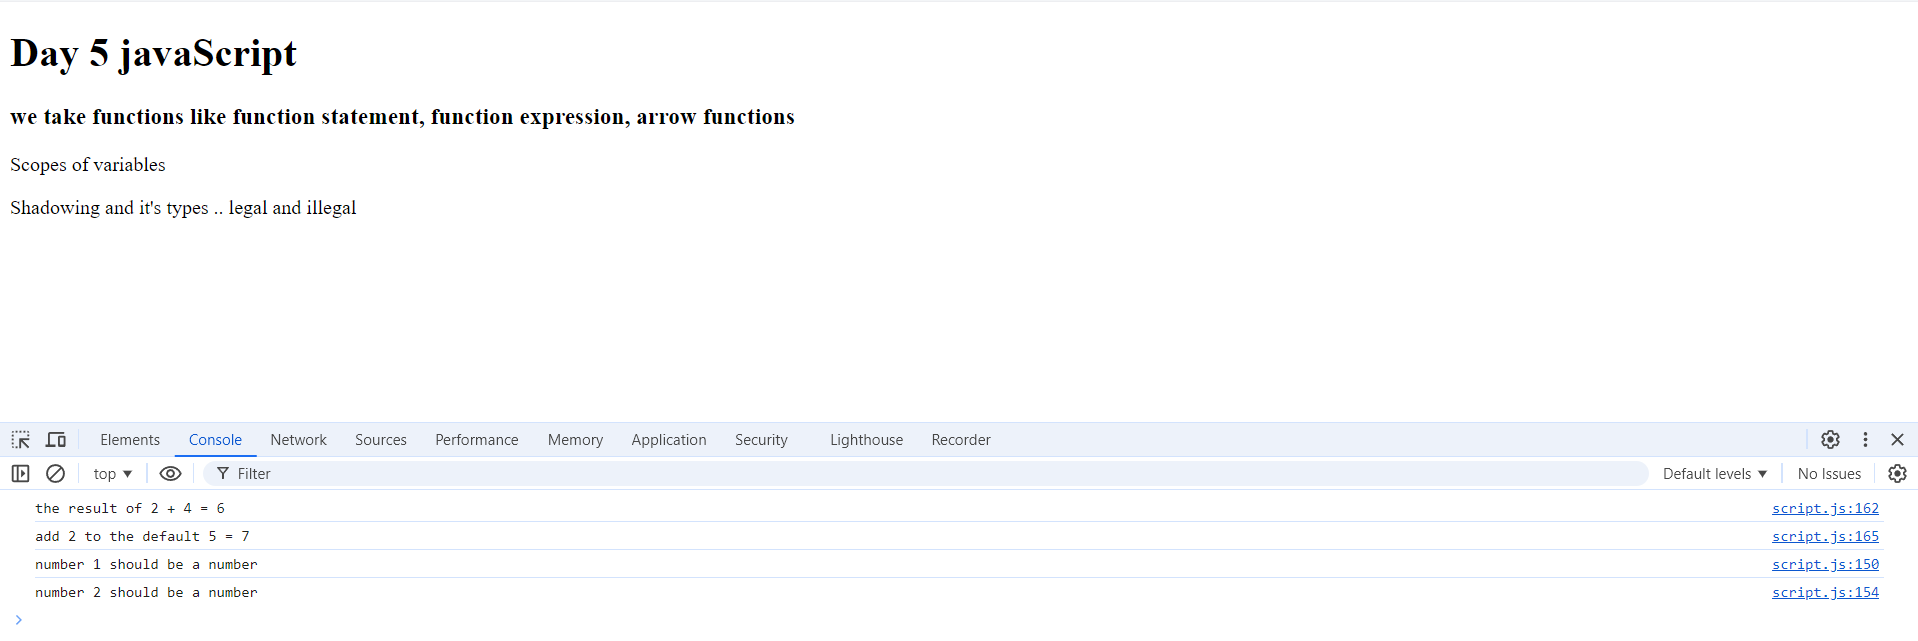 Day 5 javaScript
we take functions like function statement, function expression, arrow functions
Scopes of variables
Shadowing and it's types .. legal and illegal
Elements Console Network Sources Performance Memory Application Security Lighthouse Recorder
top Filter Default levels No Issues
the result of 2 + 4 = 6 script.js:162
add 2 to the default 5 = 7 script.js:165
number 1 should be a number script.js:150
number 2 should be a number script.js:154